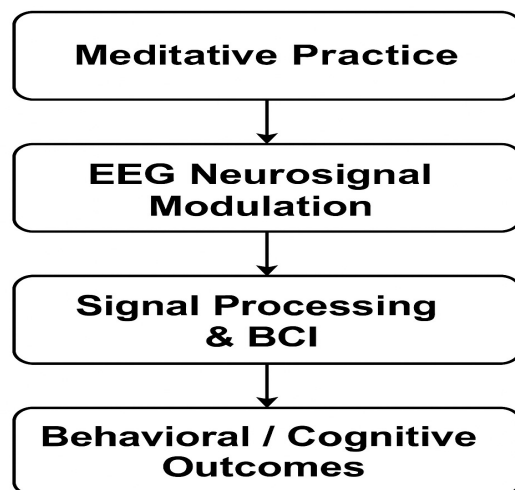 Meditative Practice
EEG Neurosignal
Modulation
Signal Processing
& BCI
Behavioral / Cognitive
Outcomes